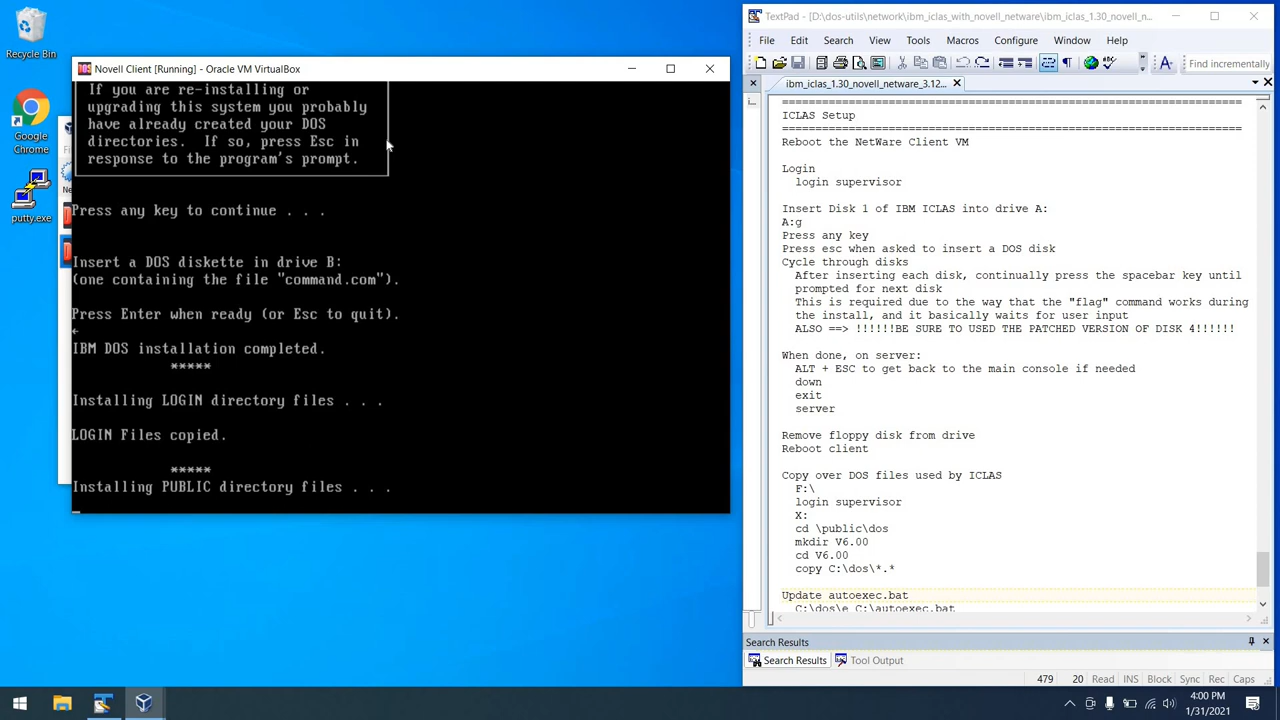 Recycle Bin
Google
Chrome
putty.exe
Novell Client [Running] - Oracle VM VirtualBox
If you are re-installing or
upgrading this system you probably
have already created your DOS
directories. If so, press Esc in
response to the program's prompt.
Press any key to continue . . .
Insert a DOS diskette in drive B:
(one containing the file "command.com").
Press Enter when ready (or Esc to quit).
←
IBM DOS installation completed.
*****
Installing LOGIN directory files . . .
LOGIN Files copied.
*****
Installing PUBLIC directory files . . .
TextPad - [D:\dos-utils\network\ibm_iclas_with_novell_netware\ibm_iclas_1.30_novell_n...
File Edit Search View Tools Macros Configure Window Help
Find incrementally
ibm_iclas_1.30_novell_netware_3.12...
==============================================================================
ICLAS Setup
==============================================================================
Reboot the NetWare Client VM
Login
login supervisor
Insert Disk 1 of IBM ICLAS into drive A:
A:g
Press any key
Press esc when asked to insert a DOS disk
Cycle through disks
After inserting each disk, continually press the spacebar key until
prompted for next disk
This is required due to the way that the "flag" command works during
the install, and it basically waits for user input
ALSO ==> !!!!!!BE SURE TO USED THE PATCHED VERSION OF DISK 4!!!!!!
When done, on server:
ALT + ESC to get back to the main console if needed
down
exit
server
Remove floppy disk from drive
Reboot client
Copy over DOS files used by ICLAS
F:\
login supervisor
X:
cd \public\dos
mkdir V6.00
cd V6.00
copy C:\dos\*.*
Update autoexec.bat
C:\dos\e C:\autoexec.bat
Search Results
Search Results Tool Output
479 20 Read INS Block Sync Rec Caps
4:00 PM
1/31/2021